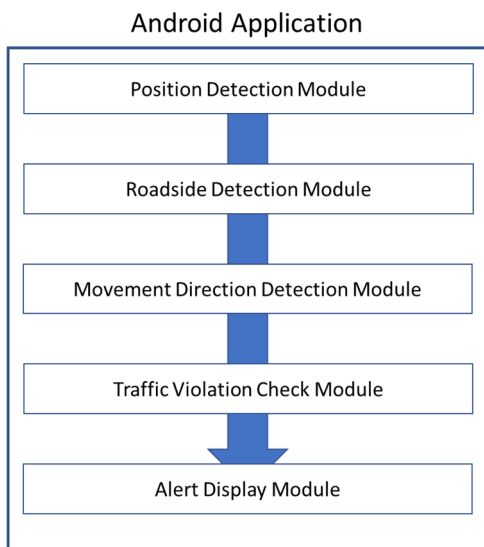 Android Application
Position Detection Module
Roadside Detection Module
Movement Direction Detection Module
Traffic Violation Check Module
Alert Display Module